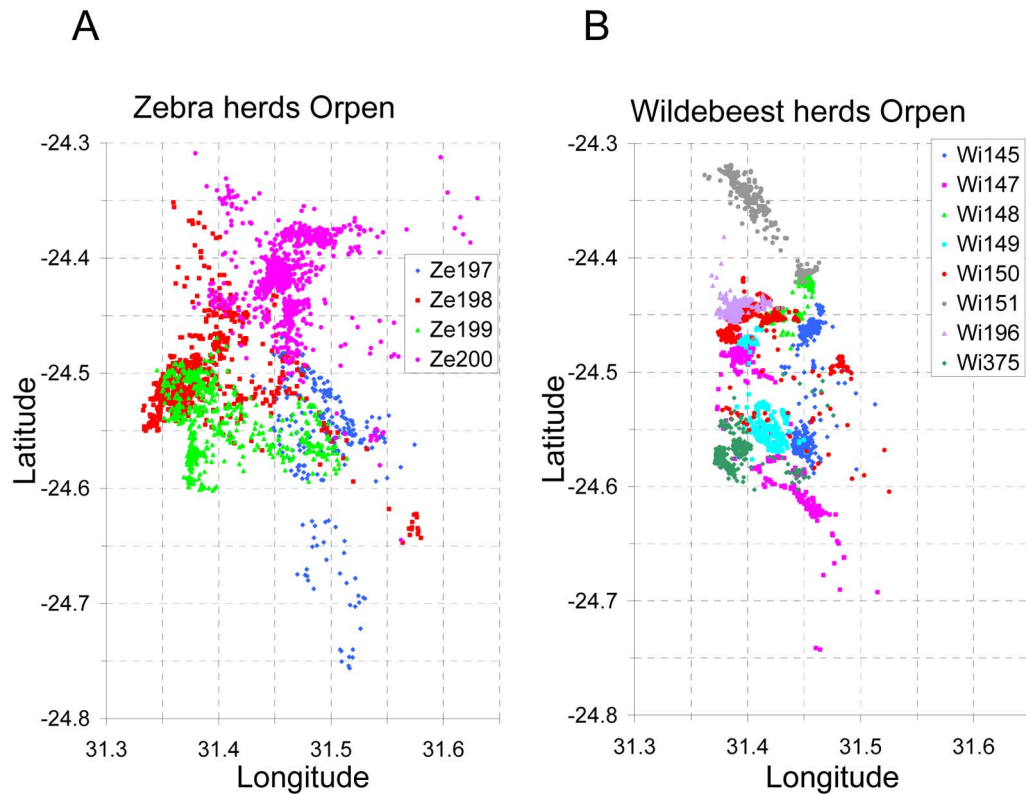 A
Zebra herds Orpen
-24.3
-24.4
-24.5
-24.6
-24.7
-24.8
Latitude
31.3 31.4 31.5 31.6
Longitude
Ze197
Ze198
Ze199
Ze200
B
Wildebeest herds Orpen
-24.3
-24.4
-24.5
-24.6
-24.7
-24.8
Latitude
31.3 31.4 31.5 31.6
Longitude
Wi145
Wi147
Wi148
Wi149
Wi150
Wi151
Wi196
Wi375